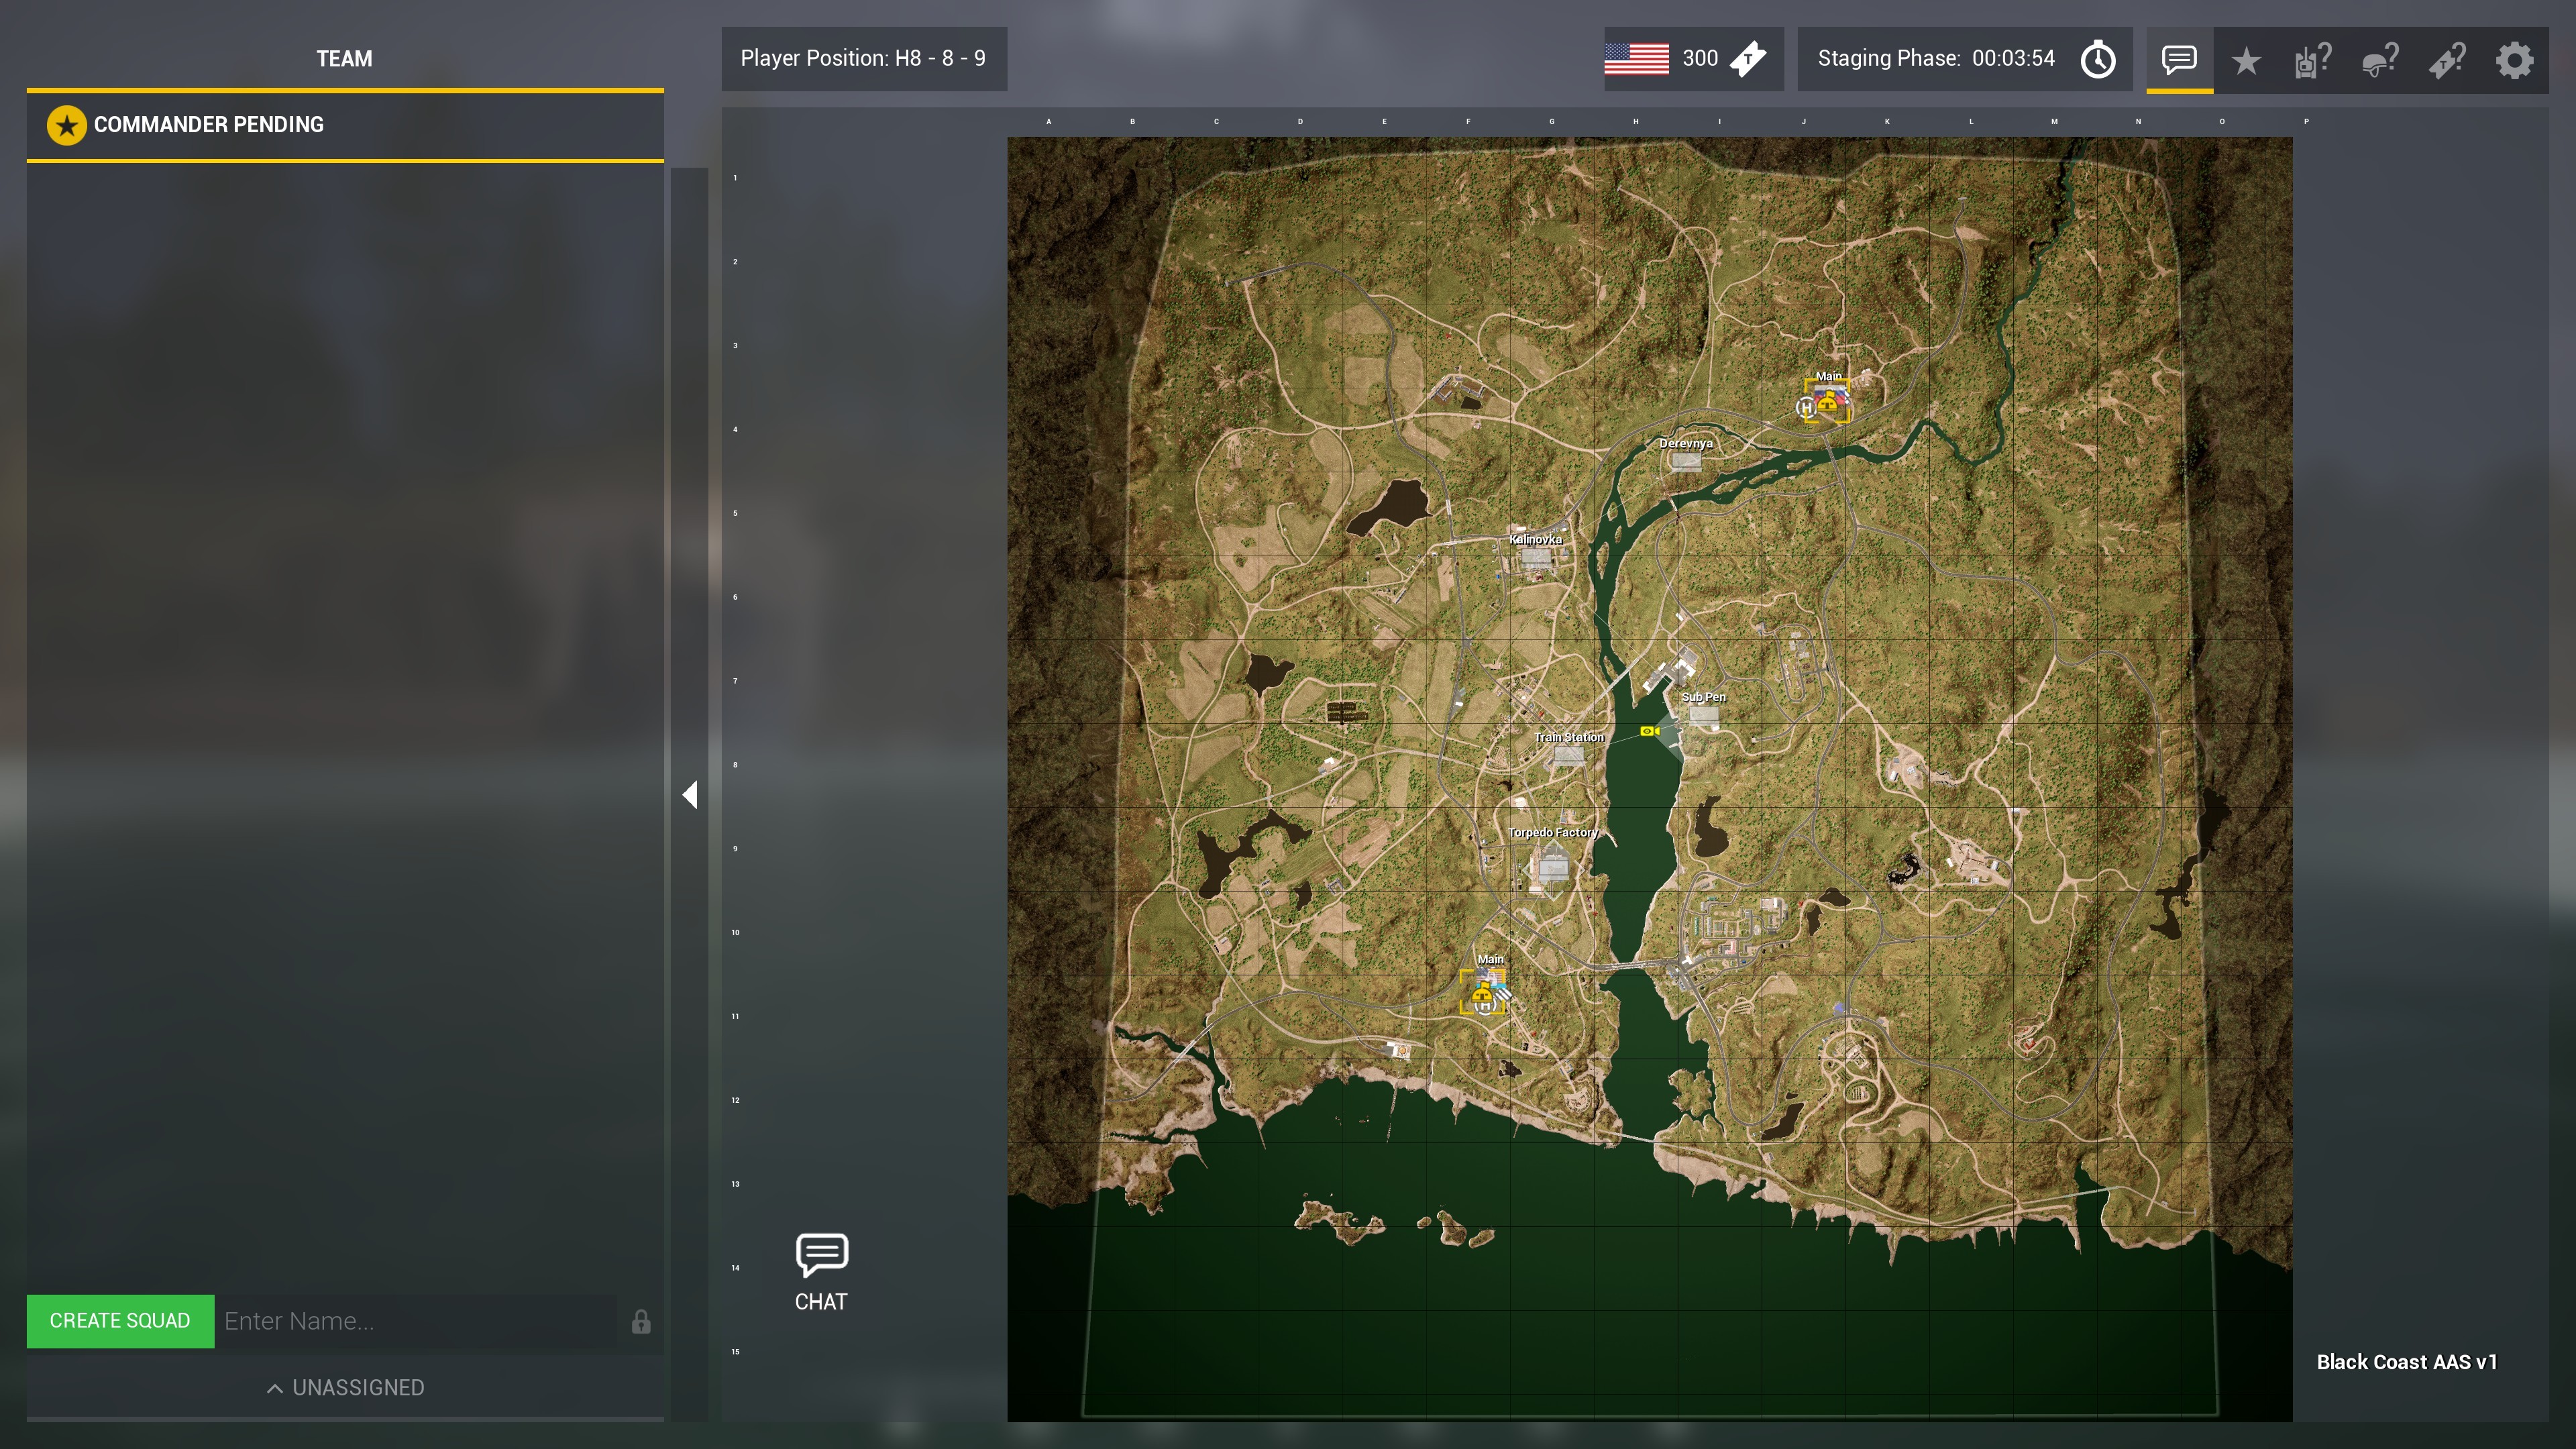 TEAM
Player Position: H8 - 8 - 9
300
T
Staging Phase: 00:03:54
?
?
T ?
COMMANDER PENDING
A B C D E F G H I J K L M N O P
1
2
3
Main
H
4
Derevnya
5
Kalinovka
6
7
Sub Pen
Train Station
8
Torpedo Factory
9
10
Main
H
11
12
13
14
CHAT
CREATE SQUAD Enter Name...
15
Black Coast AAS v1
UNASSIGNED